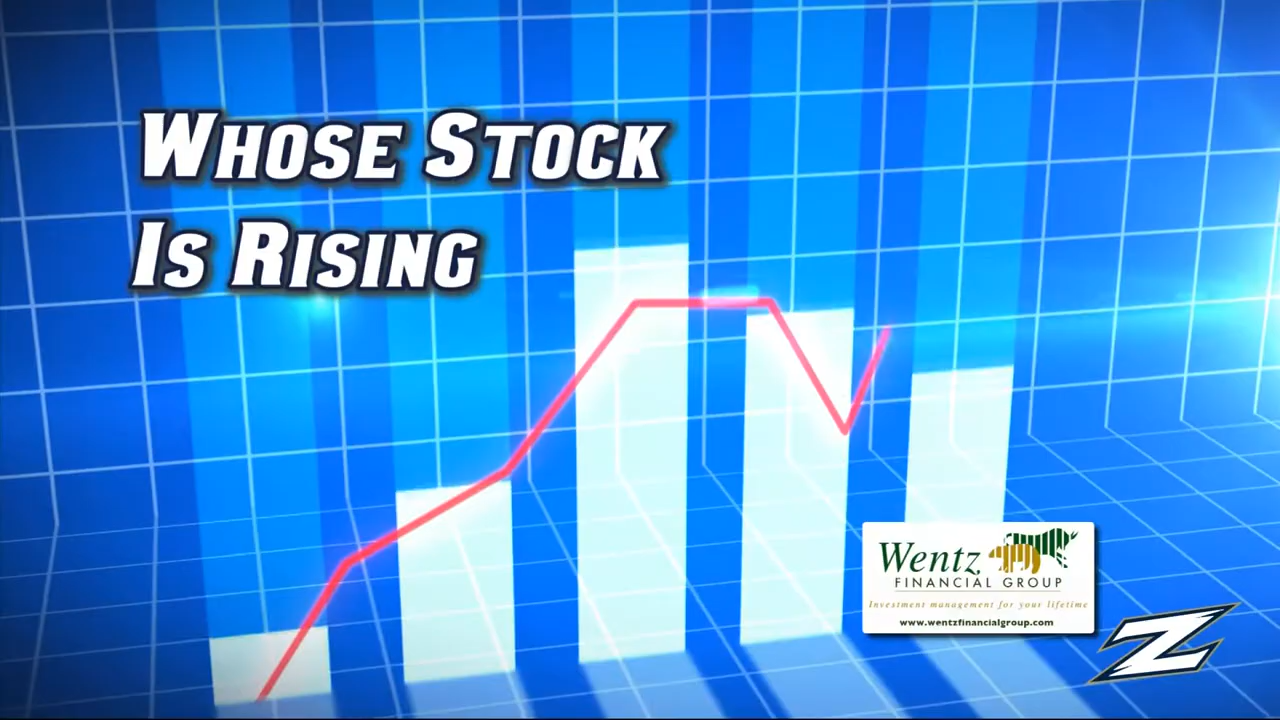 WHOSE STOCK
IS RISING
Wentz
FINANCIAL GROUP
Investment management for your lifetime
www.wentzfinancialgroup.com
Z